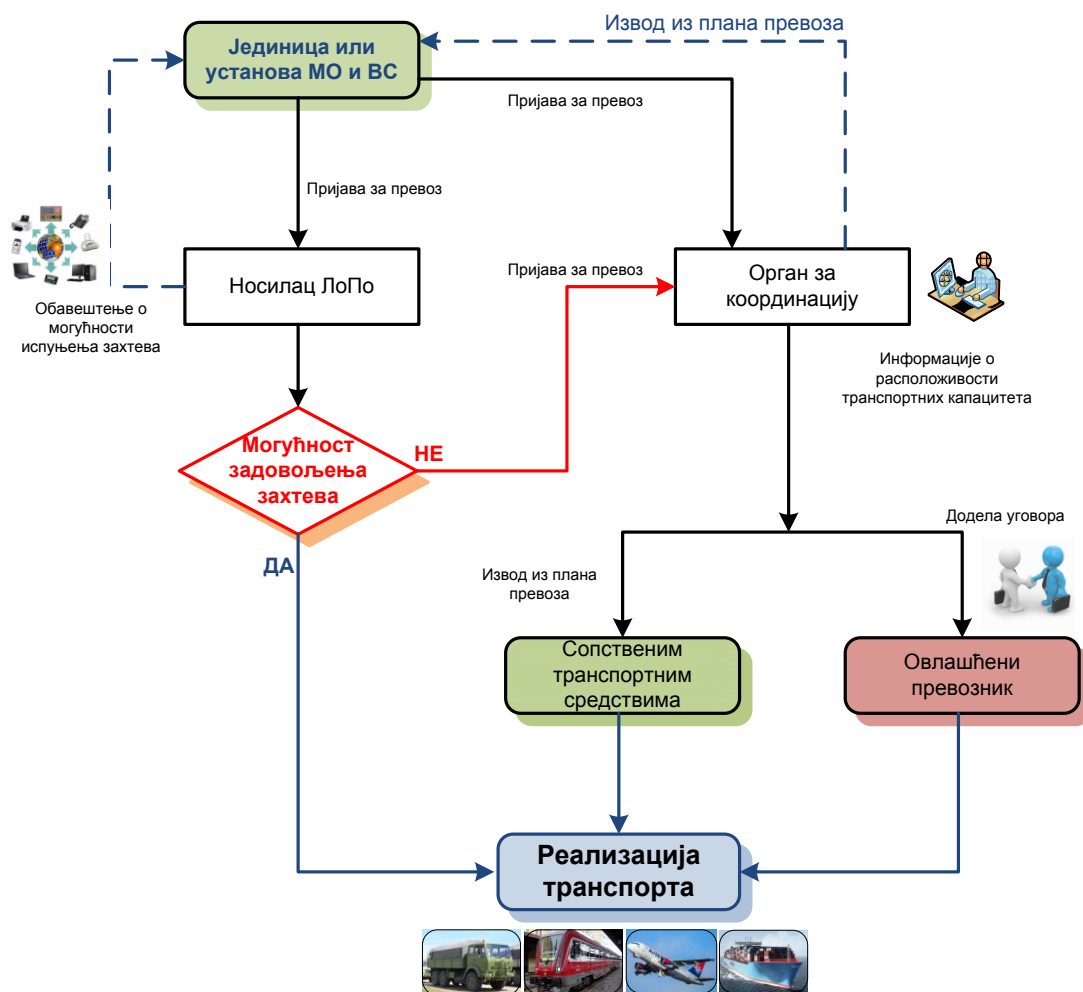 Извод из плана превоза
Јединица или
установа МО и ВС
Пријава за превоз
Пријава за превоз
Носилац ЛоПо
Пријава за превоз
Орган за
координацију
Обавештење о
могућности
испуњења захтева
Информације о
расположивости
транспортних капацитета
Могућност
задовољења
захтева
НЕ
ДА
Додела уговора
Извод из плана
превоза
Сопственим
транспортним
средствима
Овлашћени
превозник
Реализација
транспорта